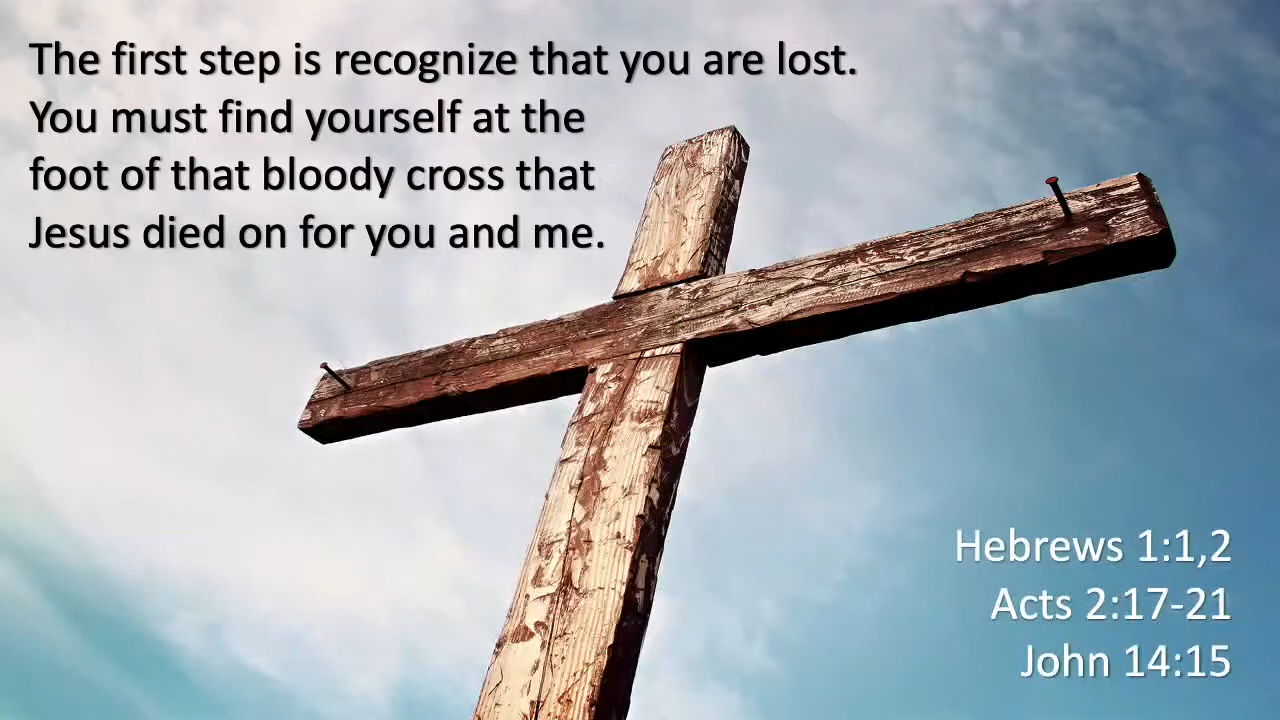 The first step is recognize that you are lost.
You must find yourself at the
foot of that bloody cross that
Jesus died on for you and me.
Hebrews 1:1,2
Acts 2:17-21
John 14:15